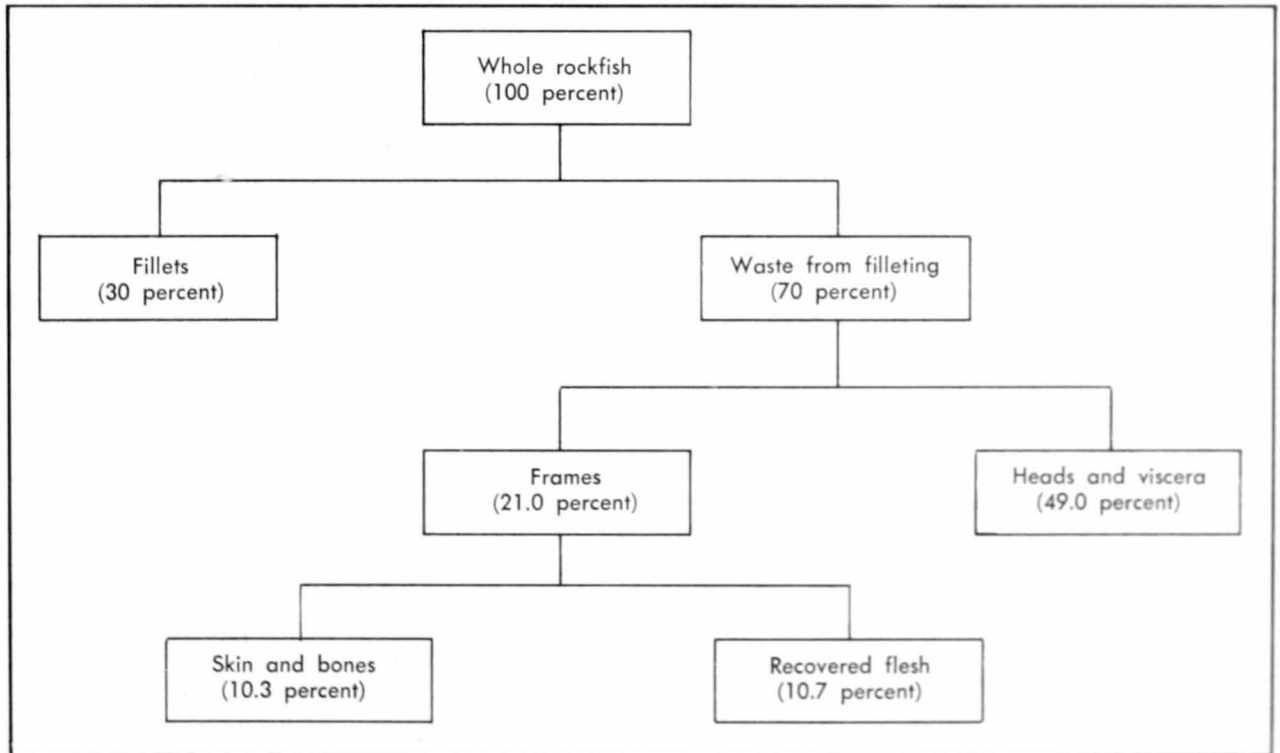 Whole rockfish
(100 percent)
Fillets
(30 percent)
Waste from filleting
(70 percent)
Frames
(21.0 percent)
Heads and viscera
(49.0 percent)
Skin and bones
(10.3 percent)
Recovered flesh
(10.7 percent)